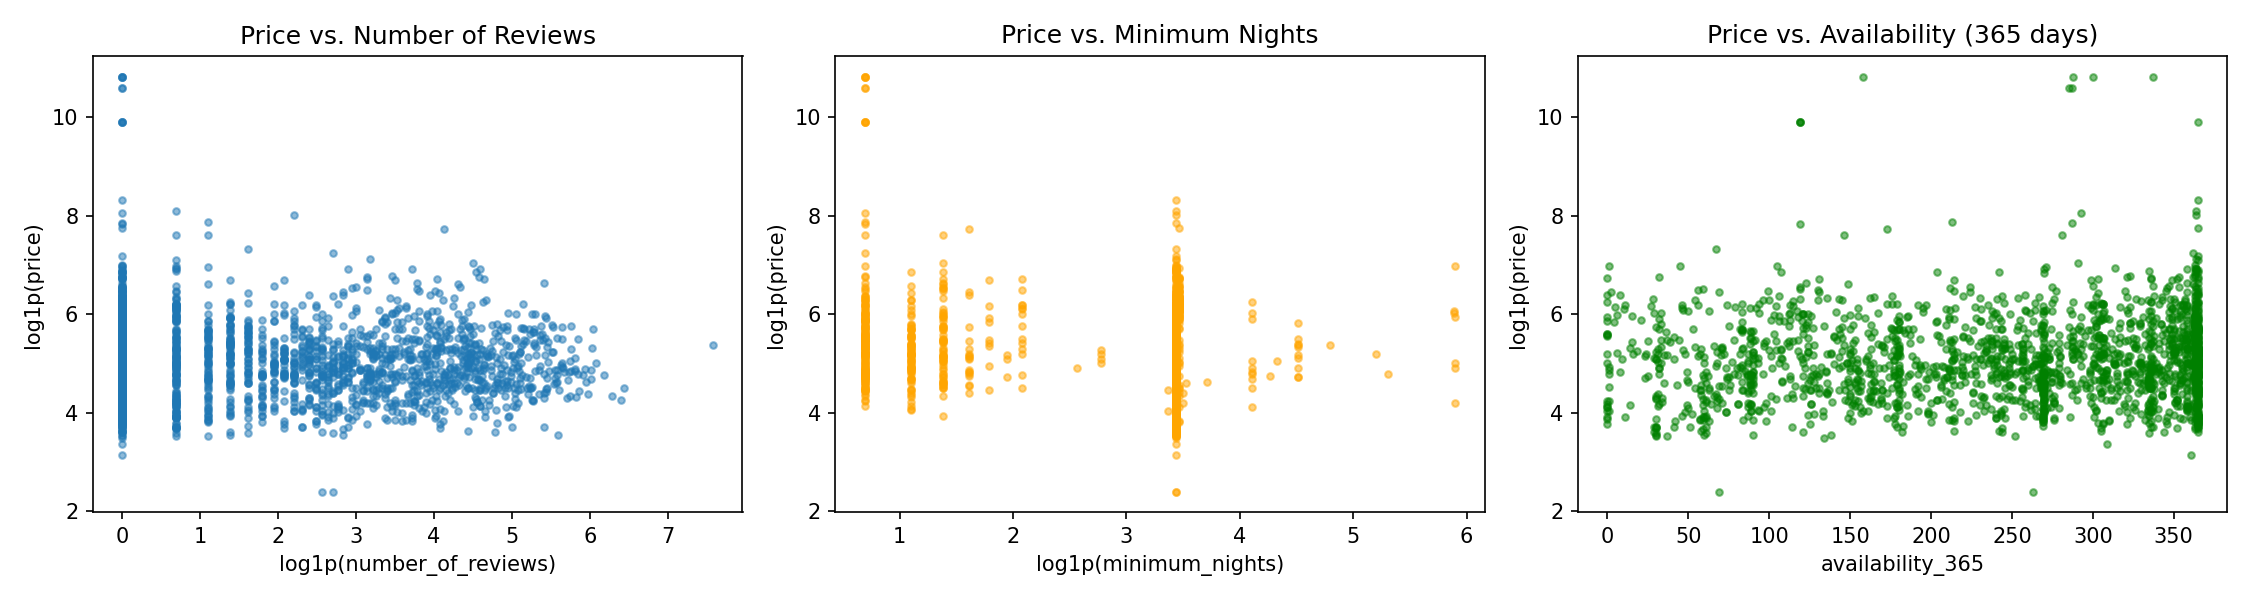 Price vs. Number of Reviews
log1p(price)
10
8
6
4
2
0 1 2 3 4 5 6 7
log1p(number_of_reviews)
Price vs. Minimum Nights
log1p(price)
10
8
6
4
2
1 2 3 4 5 6
log1p(minimum_nights)
Price vs. Availability (365 days)
log1p(price)
10
8
6
4
2
0 50 100 150 200 250 300 350
availability_365